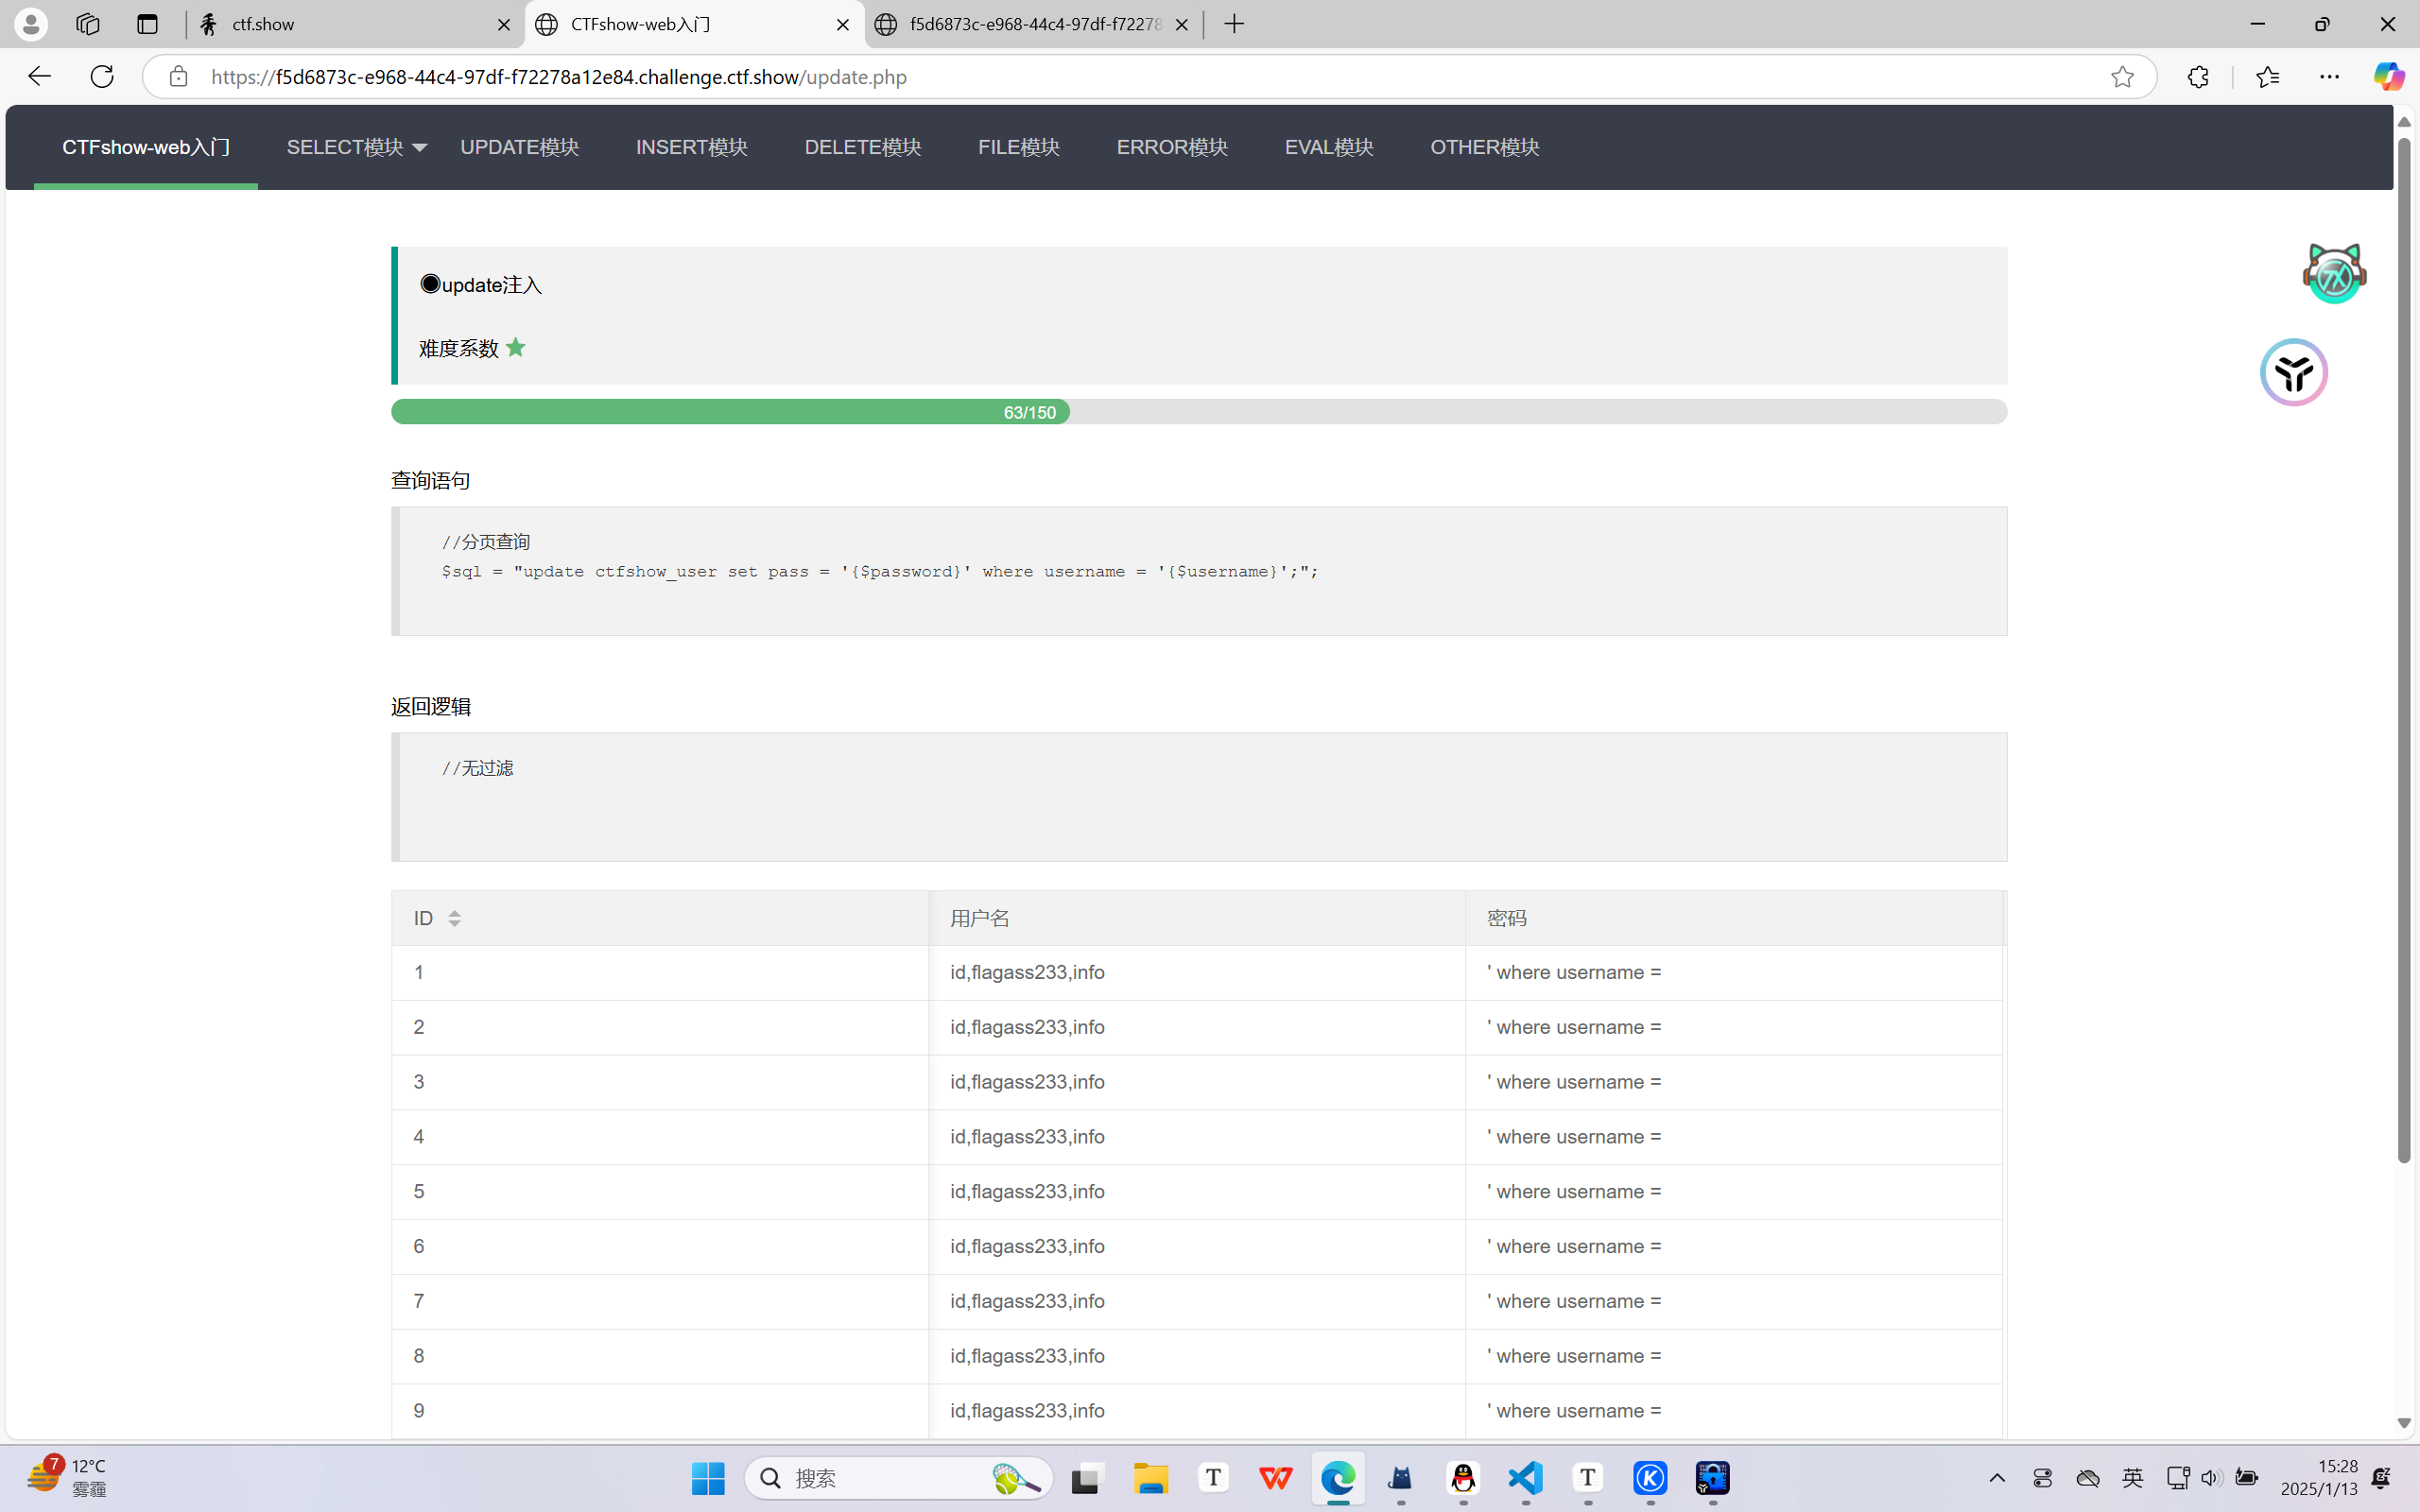 ctf.show
CTFshow-web入门
f5d6873c-e968-44c4-97df-f72278
https://f5d6873c-e968-44c4-97df-f72278a12e84.challenge.ctf.show/update.php
CTFshow-web入门 SELECT模块 UPDATE模块 INSERT模块 DELETE模块 FILE模块 ERROR模块 EVAL模块 OTHER模块
◉update注入
难度系数
63/150
查询语句
//分页查询
$sql = "update ctfshow_user set pass = '{$password}' where username = '{$username}';";
返回逻辑
//无过滤
ID 用户名 密码
1 id,flagass233,info ' where username =
2 id,flagass233,info ' where username =
3 id,flagass233,info ' where username =
4 id,flagass233,info ' where username =
5 id,flagass233,info ' where username =
6 id,flagass233,info ' where username =
7 id,flagass233,info ' where username =
8 id,flagass233,info ' where username =
9 id,flagass233,info ' where username =
7
12°C
雾霾
搜索
T
T
英
15:28
2025/1/13